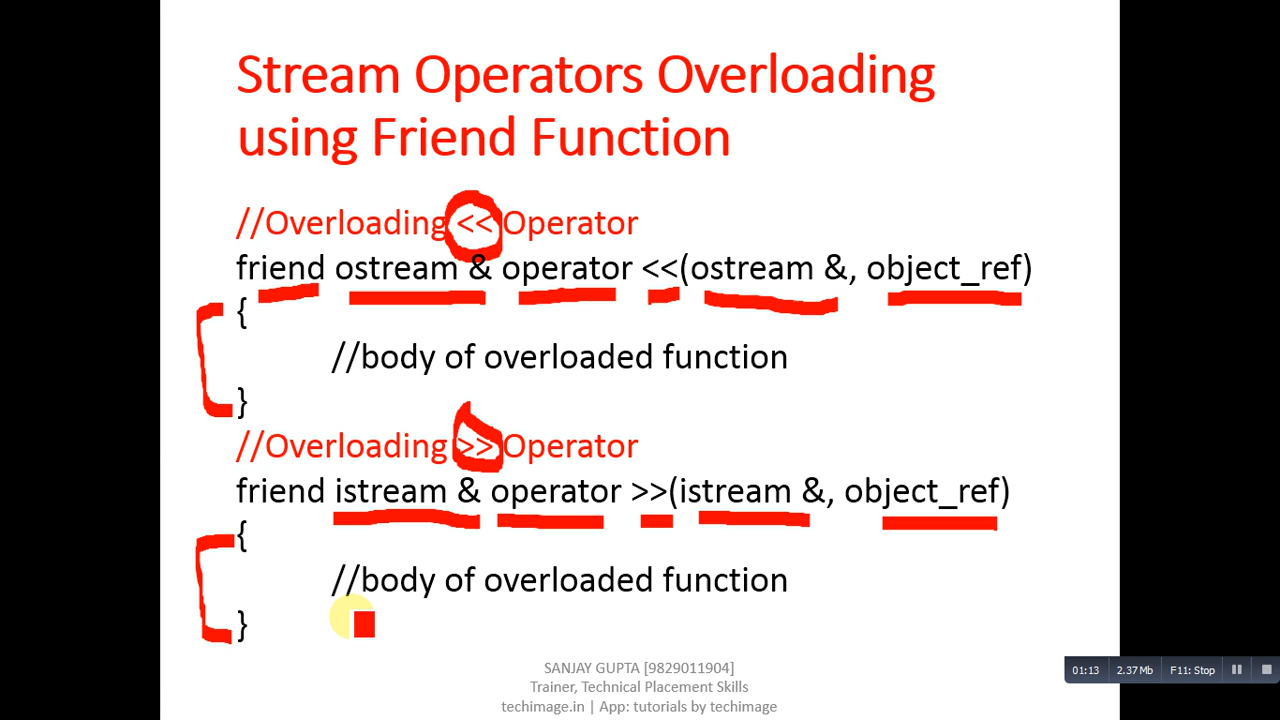 Stream Operators Overloading
using Friend Function
//Overloading << Operator
friend ostream & operator <<(ostream &, object_ref)
{
//body of overloaded function
}
//Overloading >> Operator
friend istream & operator >>(istream &, object_ref)
{
//body of overloaded function
}
SANJAY GUPTA [9829011904]
Trainer, Technical Placement Skills
techimage.in | App: tutorials by techimage
01:13 2.37 Mb F11: Stop